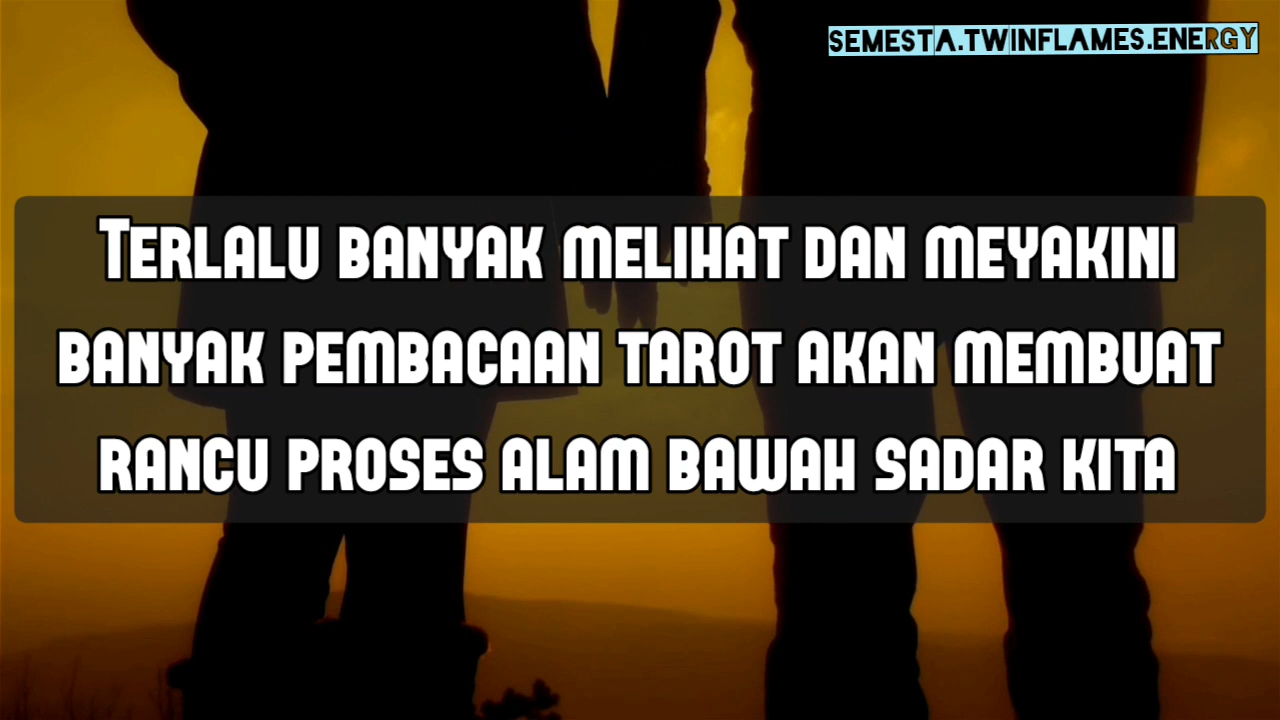 SEMESTA.TWINFLAMES.ENERGY
Terlalu banyak melihat dan meyakini
banyak pembacaan tarot akan membuat
rancu proses alam bawah sadar kita